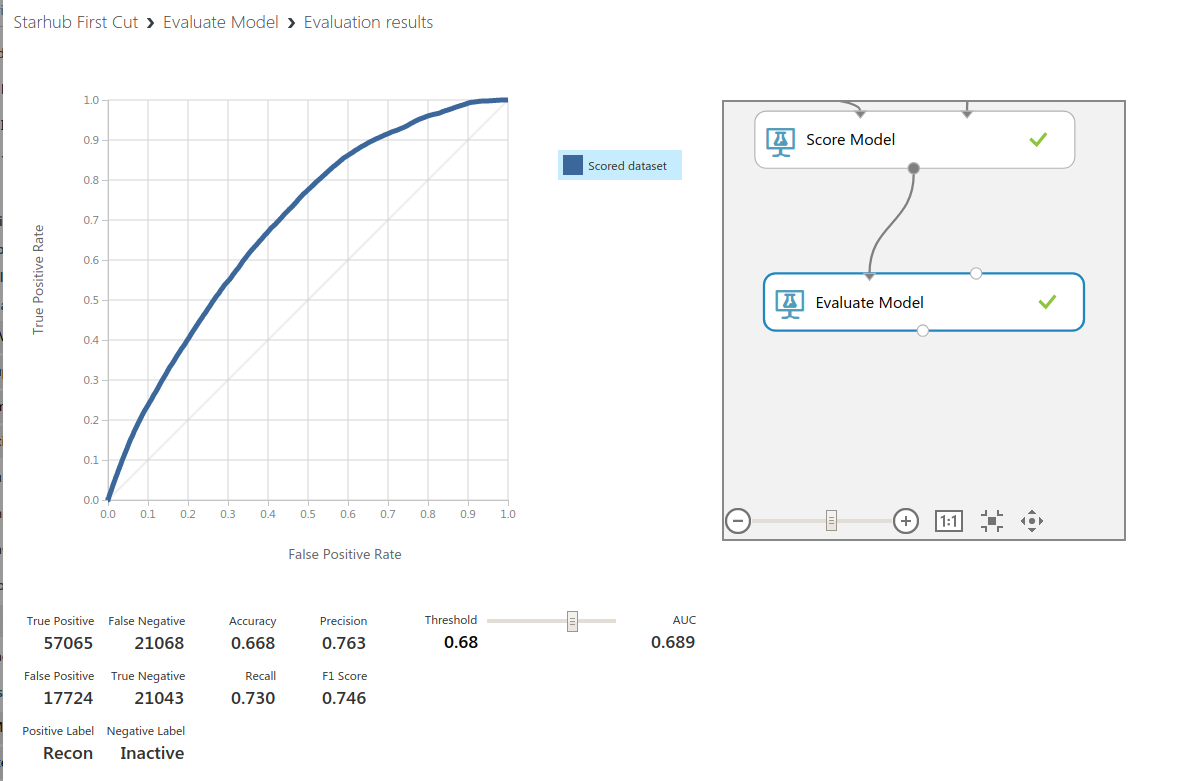 Starhub First Cut › Evaluate Model › Evaluation results
1.0
0.9
0.8
0.7
0.6
0.5
0.4
0.3
0.2
0.1
0.0
True Positive Rate
0.0 0.1 0.2 0.3 0.4 0.5 0.6 0.7 0.8 0.9 1.0
False Positive Rate
Scored dataset
Score Model
Evaluate Model
1:1
True Positive False Negative Accuracy Precision Threshold AUC
57065 21068 0.668 0.763 0.68 0.689
False Positive True Negative Recall F1 Score
17724 21043 0.730 0.746
Positive Label Negative Label
Recon Inactive